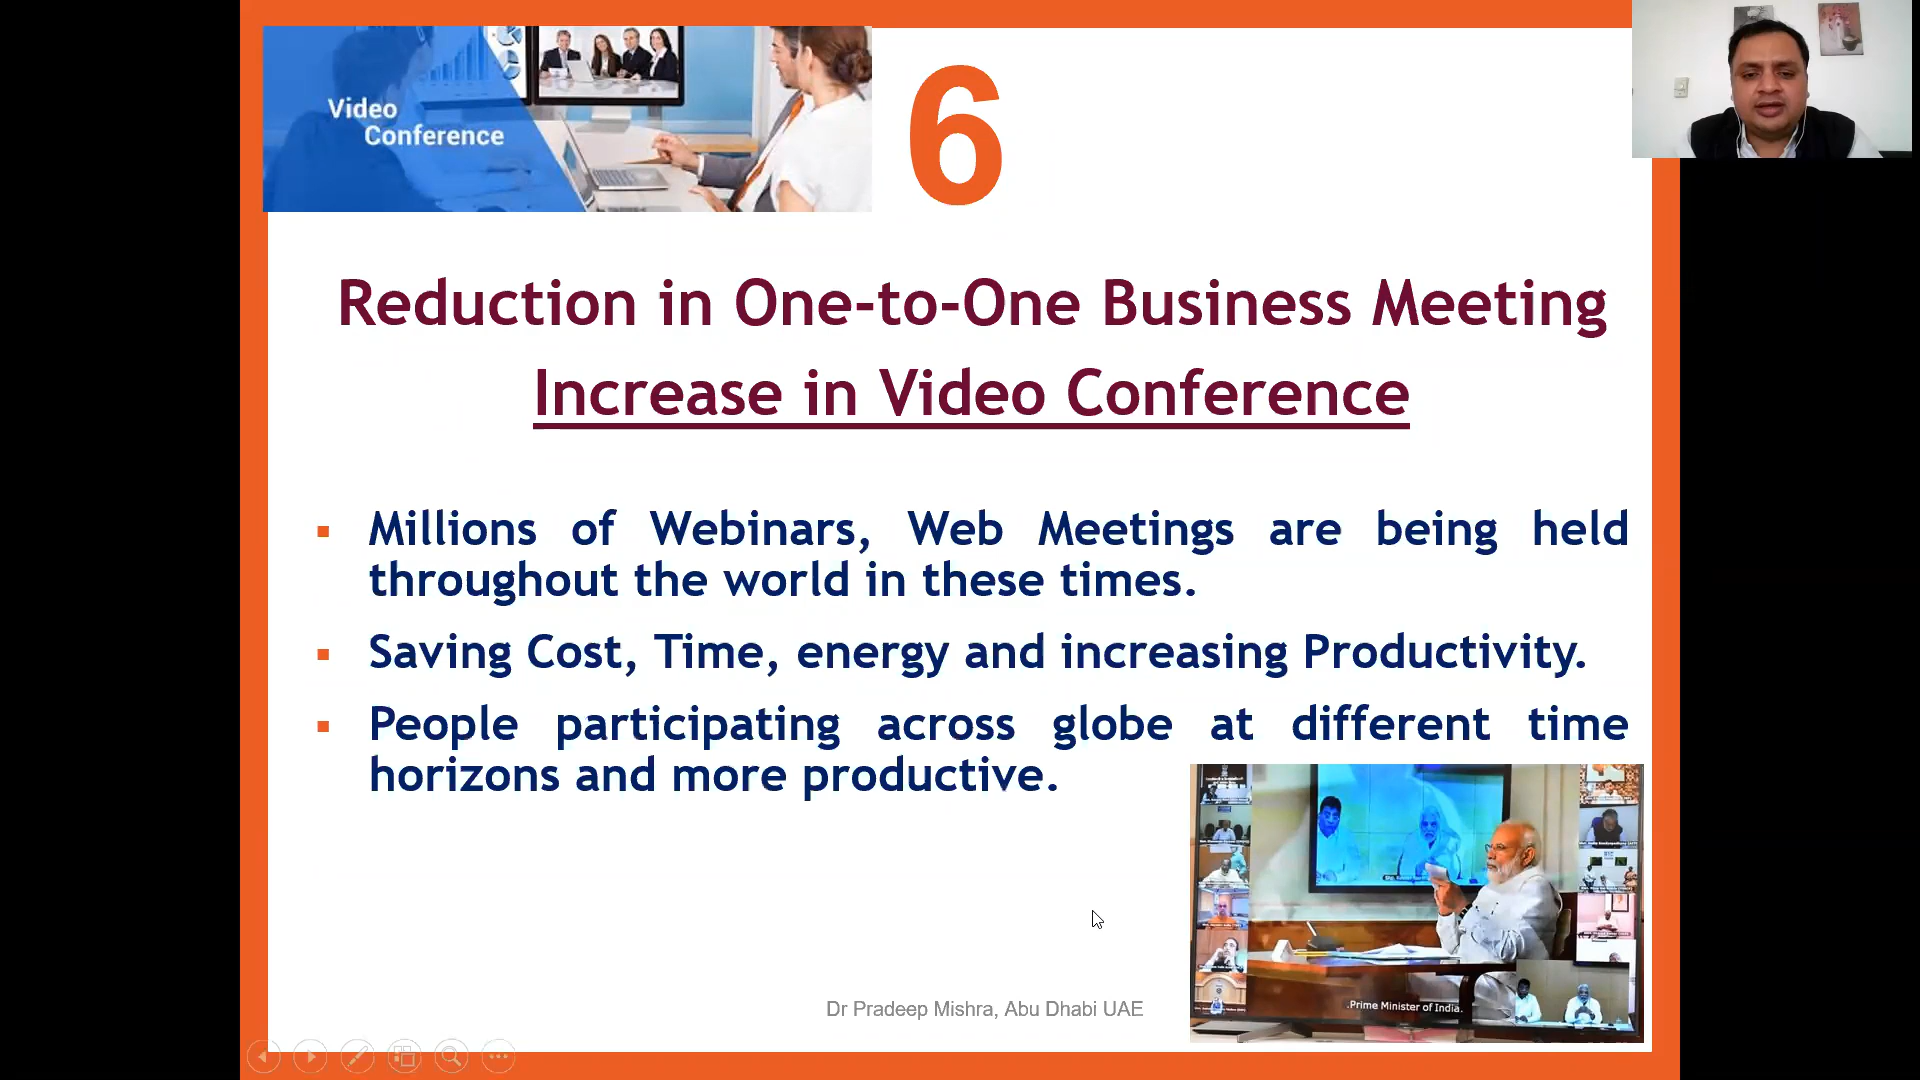 Video
Conference
6
Reduction in One-to-One Business Meeting
Increase in Video Conference
Millions of Webinars, Web Meetings are being held
throughout the world in these times.
Saving Cost, Time, energy and increasing Productivity.
People participating across globe at different time
horizons and more productive.
.Prime Minister of India.
Dr Pradeep Mishra, Abu Dhabi UAE